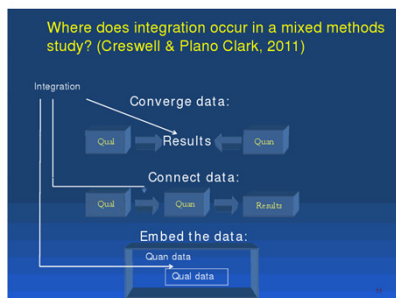 Where does integration occur in a mixed methods
study? (Creswell & Plano Clark, 2011)
Integration
Converge data:
Qual Results Quan
Connect data:
Qual Quan Results
Embed the data:
Quan data
Qual data